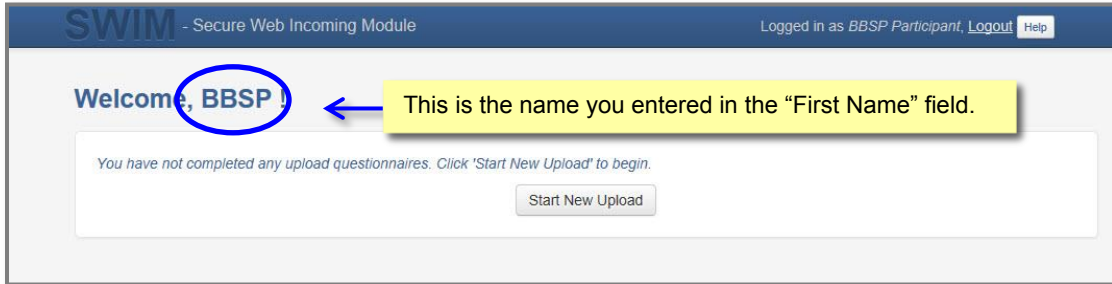 SWIM - Secure Web Incoming Module Logged in as BBSP Participant, Logout Help
Welcome, BBSP !
This is the name you entered in the “First Name” field.
You have not completed any upload questionnaires. Click 'Start New Upload' to begin.
Start New Upload